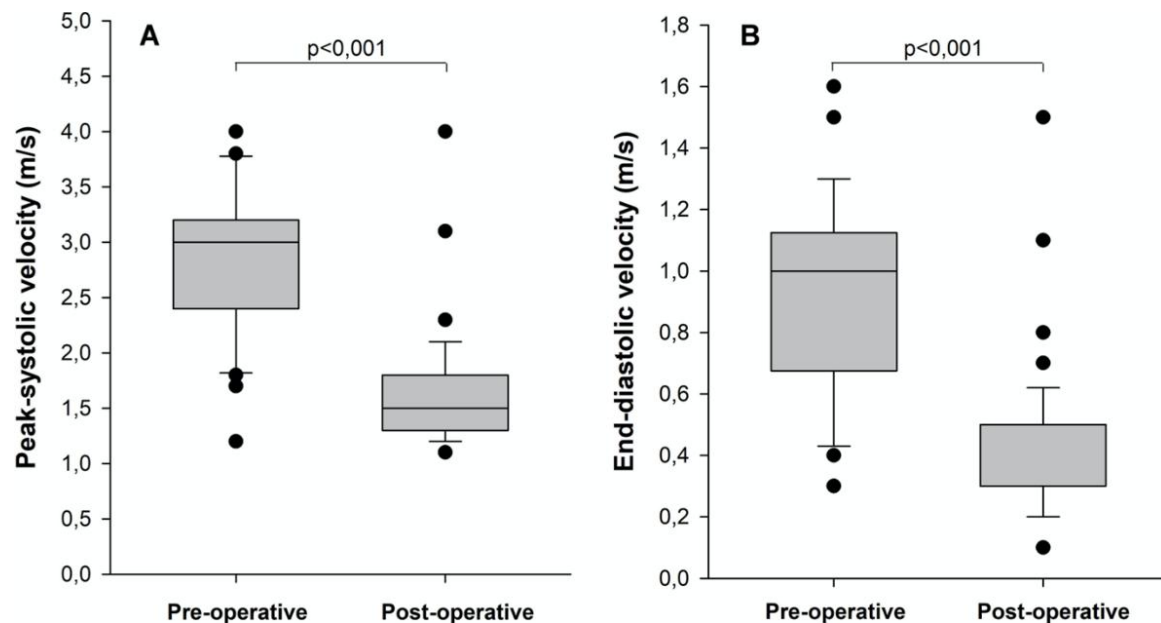 A
p<0,001
Peak-systolic velocity (m/s)
5,0
4,5
4,0
3,5
3,0
2,5
2,0
1,5
1,0
0,5
0,0
Pre-operative
Post-operative
B
p<0,001
End-diastolic velocity (m/s)
1,8
1,6
1,4
1,2
1,0
0,8
0,6
0,4
0,2
0,0
Pre-operative
Post-operative